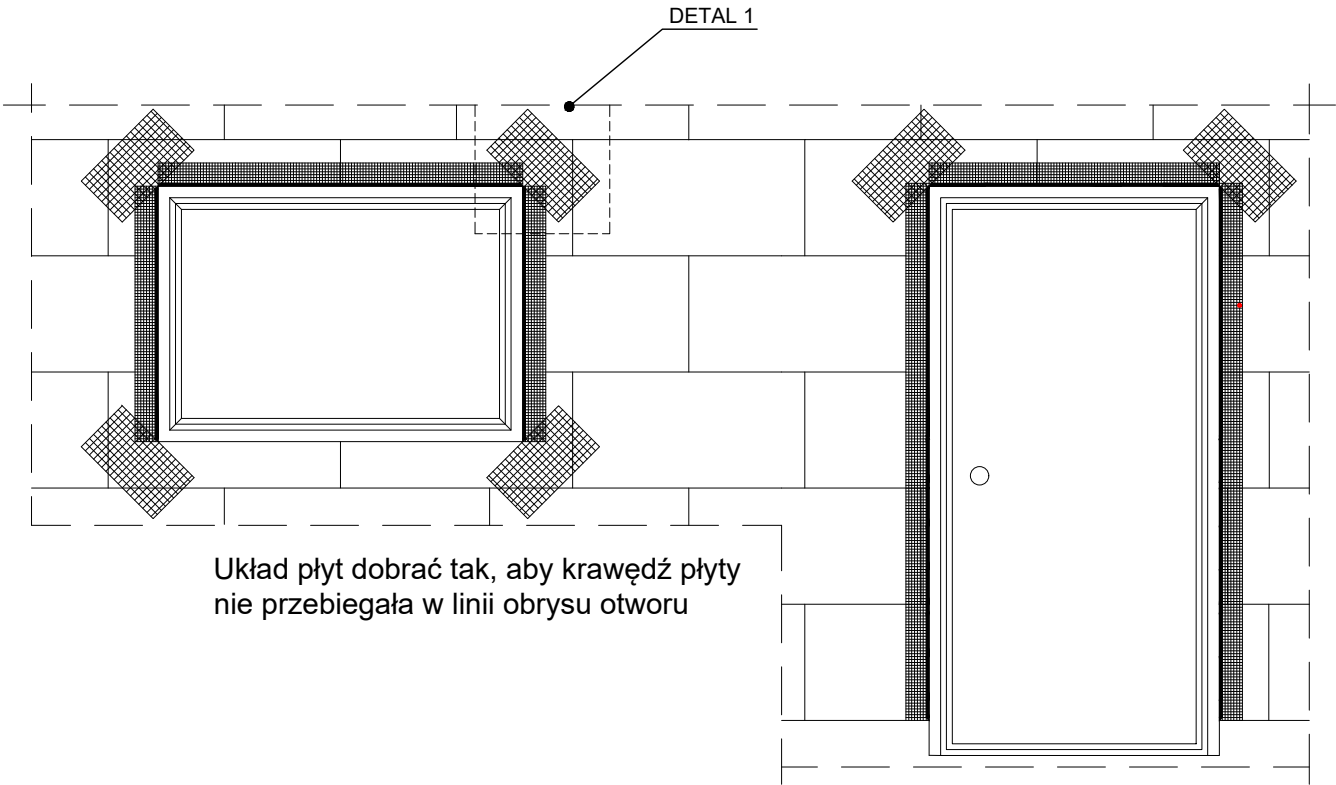 DETAL 1
Układ płyt dobrać tak, aby krawędź płyty
nie przebiegała w linii obrysu otworu